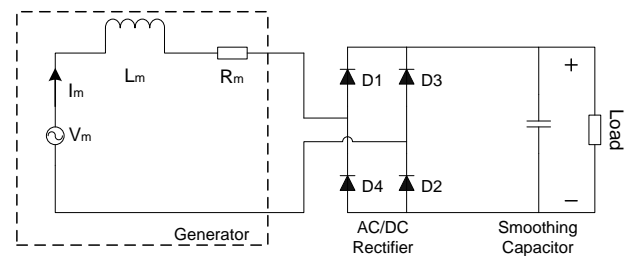 Lm
Rm
Im
Vm
Generator
D1
D3
D4
D2
AC/DC
Rectifier
+
−
Smoothing
Capacitor
Load